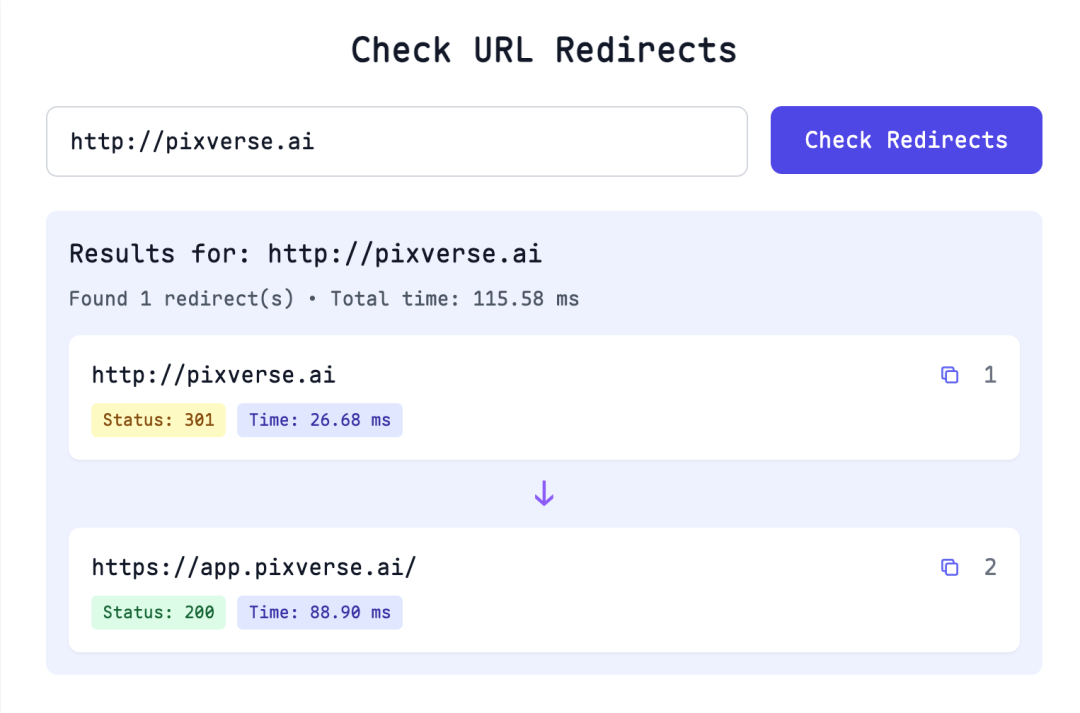 Check URL Redirects
http://pixverse.ai
Check Redirects
Results for: http://pixverse.ai
Found 1 redirect(s) • Total time: 115.58 ms
http://pixverse.ai 1
Status: 301 Time: 26.68 ms
↓
https://app.pixverse.ai/ 2
Status: 200 Time: 88.90 ms